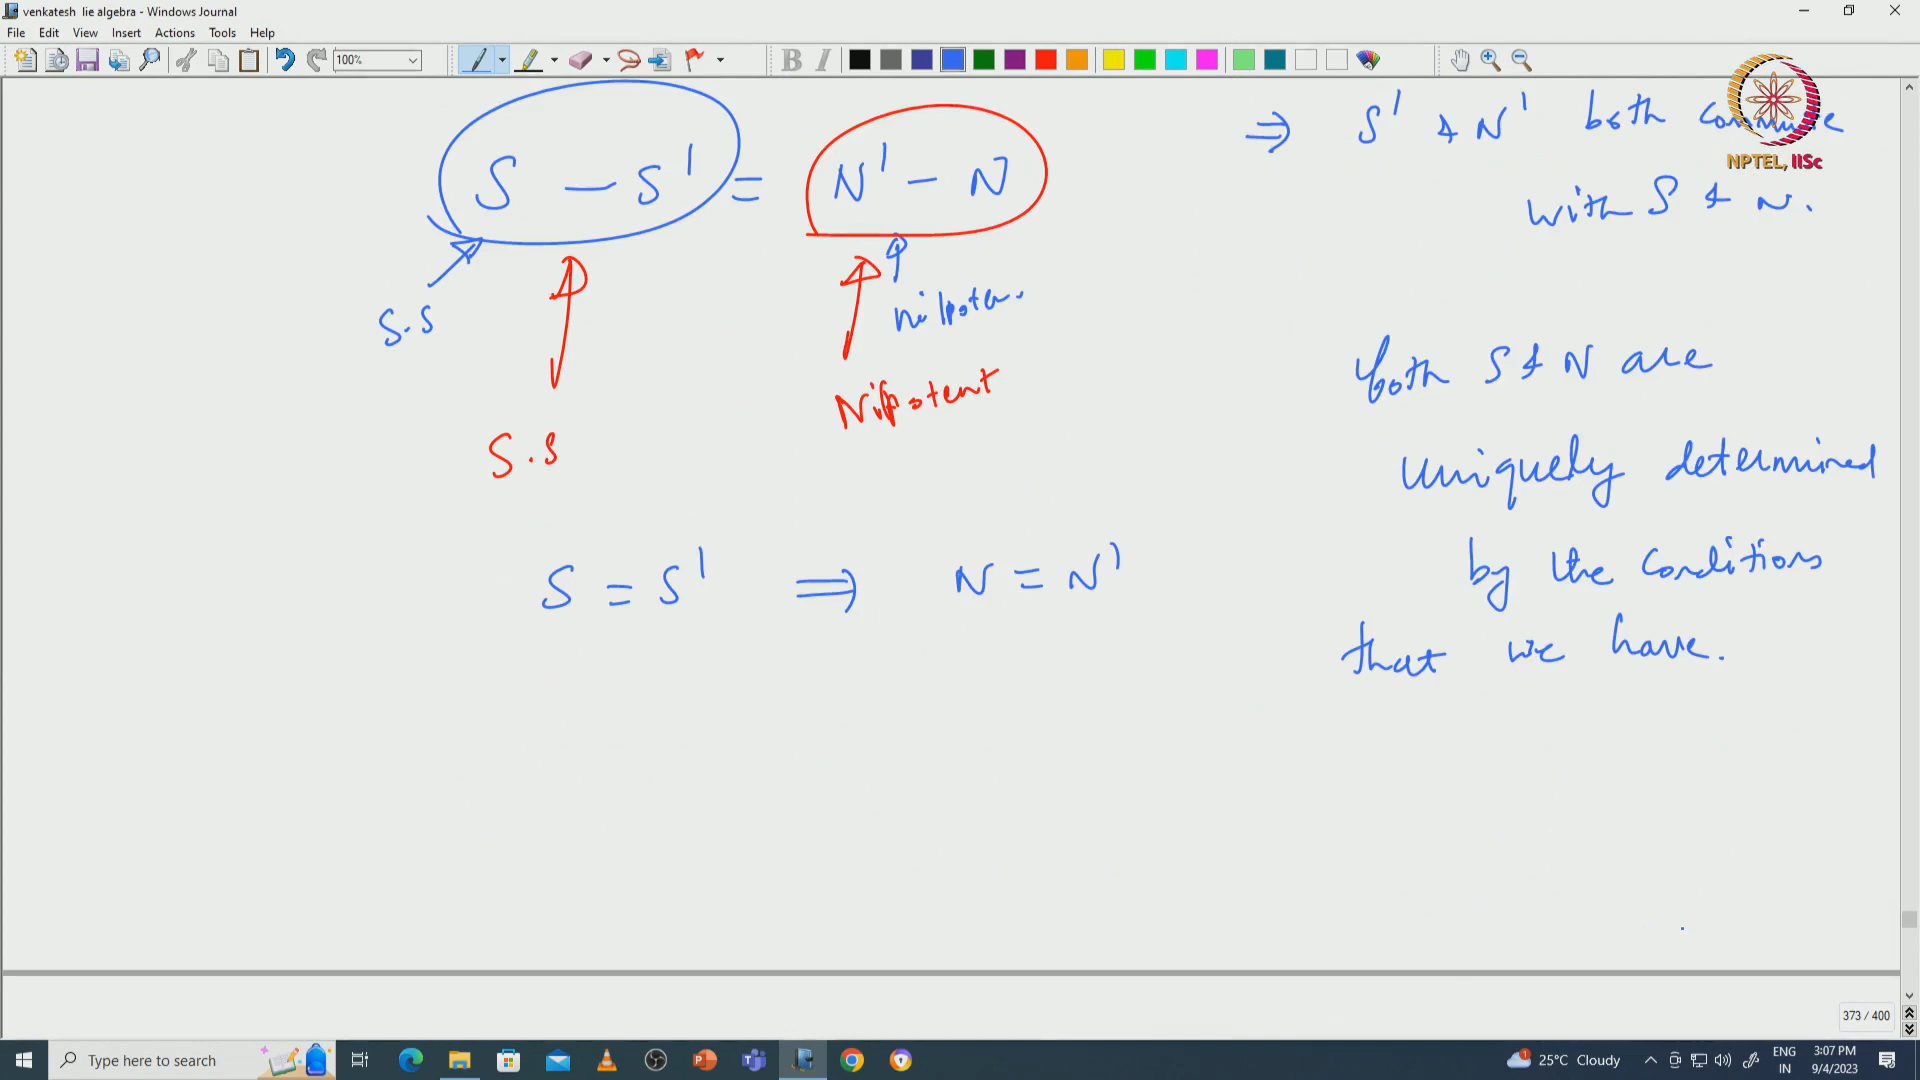 venkatesh lie algebra - Windows Journal
File Edit View Insert Actions Tools Help
100%
B I
NPTEL, IISc
S - S' = N' - N
S.S
nilpoten.
S.S
Nilpotent
S = S' ⟹ N = N'
⇒ S' & N' both commute
with S & N.
both S & N are
uniquely determined
by the conditions
that we have.
373 / 400
Type here to search
25°C Cloudy
ENG
IN
3:07 PM
9/4/2023